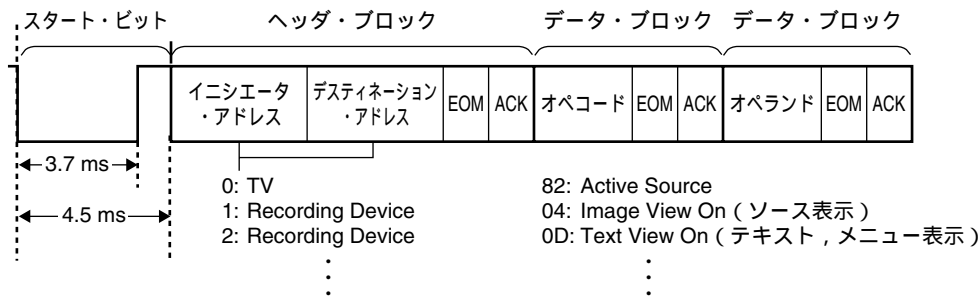 スタート・ビット ヘッダ・ブロック データ・ブロック データ・ブロック
イニシエータ・アドレス デスティネーション・アドレス EOM ACK オペコード EOM ACK オペランド EOM ACK
3.7 ms
4.5 ms
0: TV
1: Recording Device
2: Recording Device
82: Active Source
04: Image View On(ソース表示)
0D: Text View On(テキスト,メニュー表示)